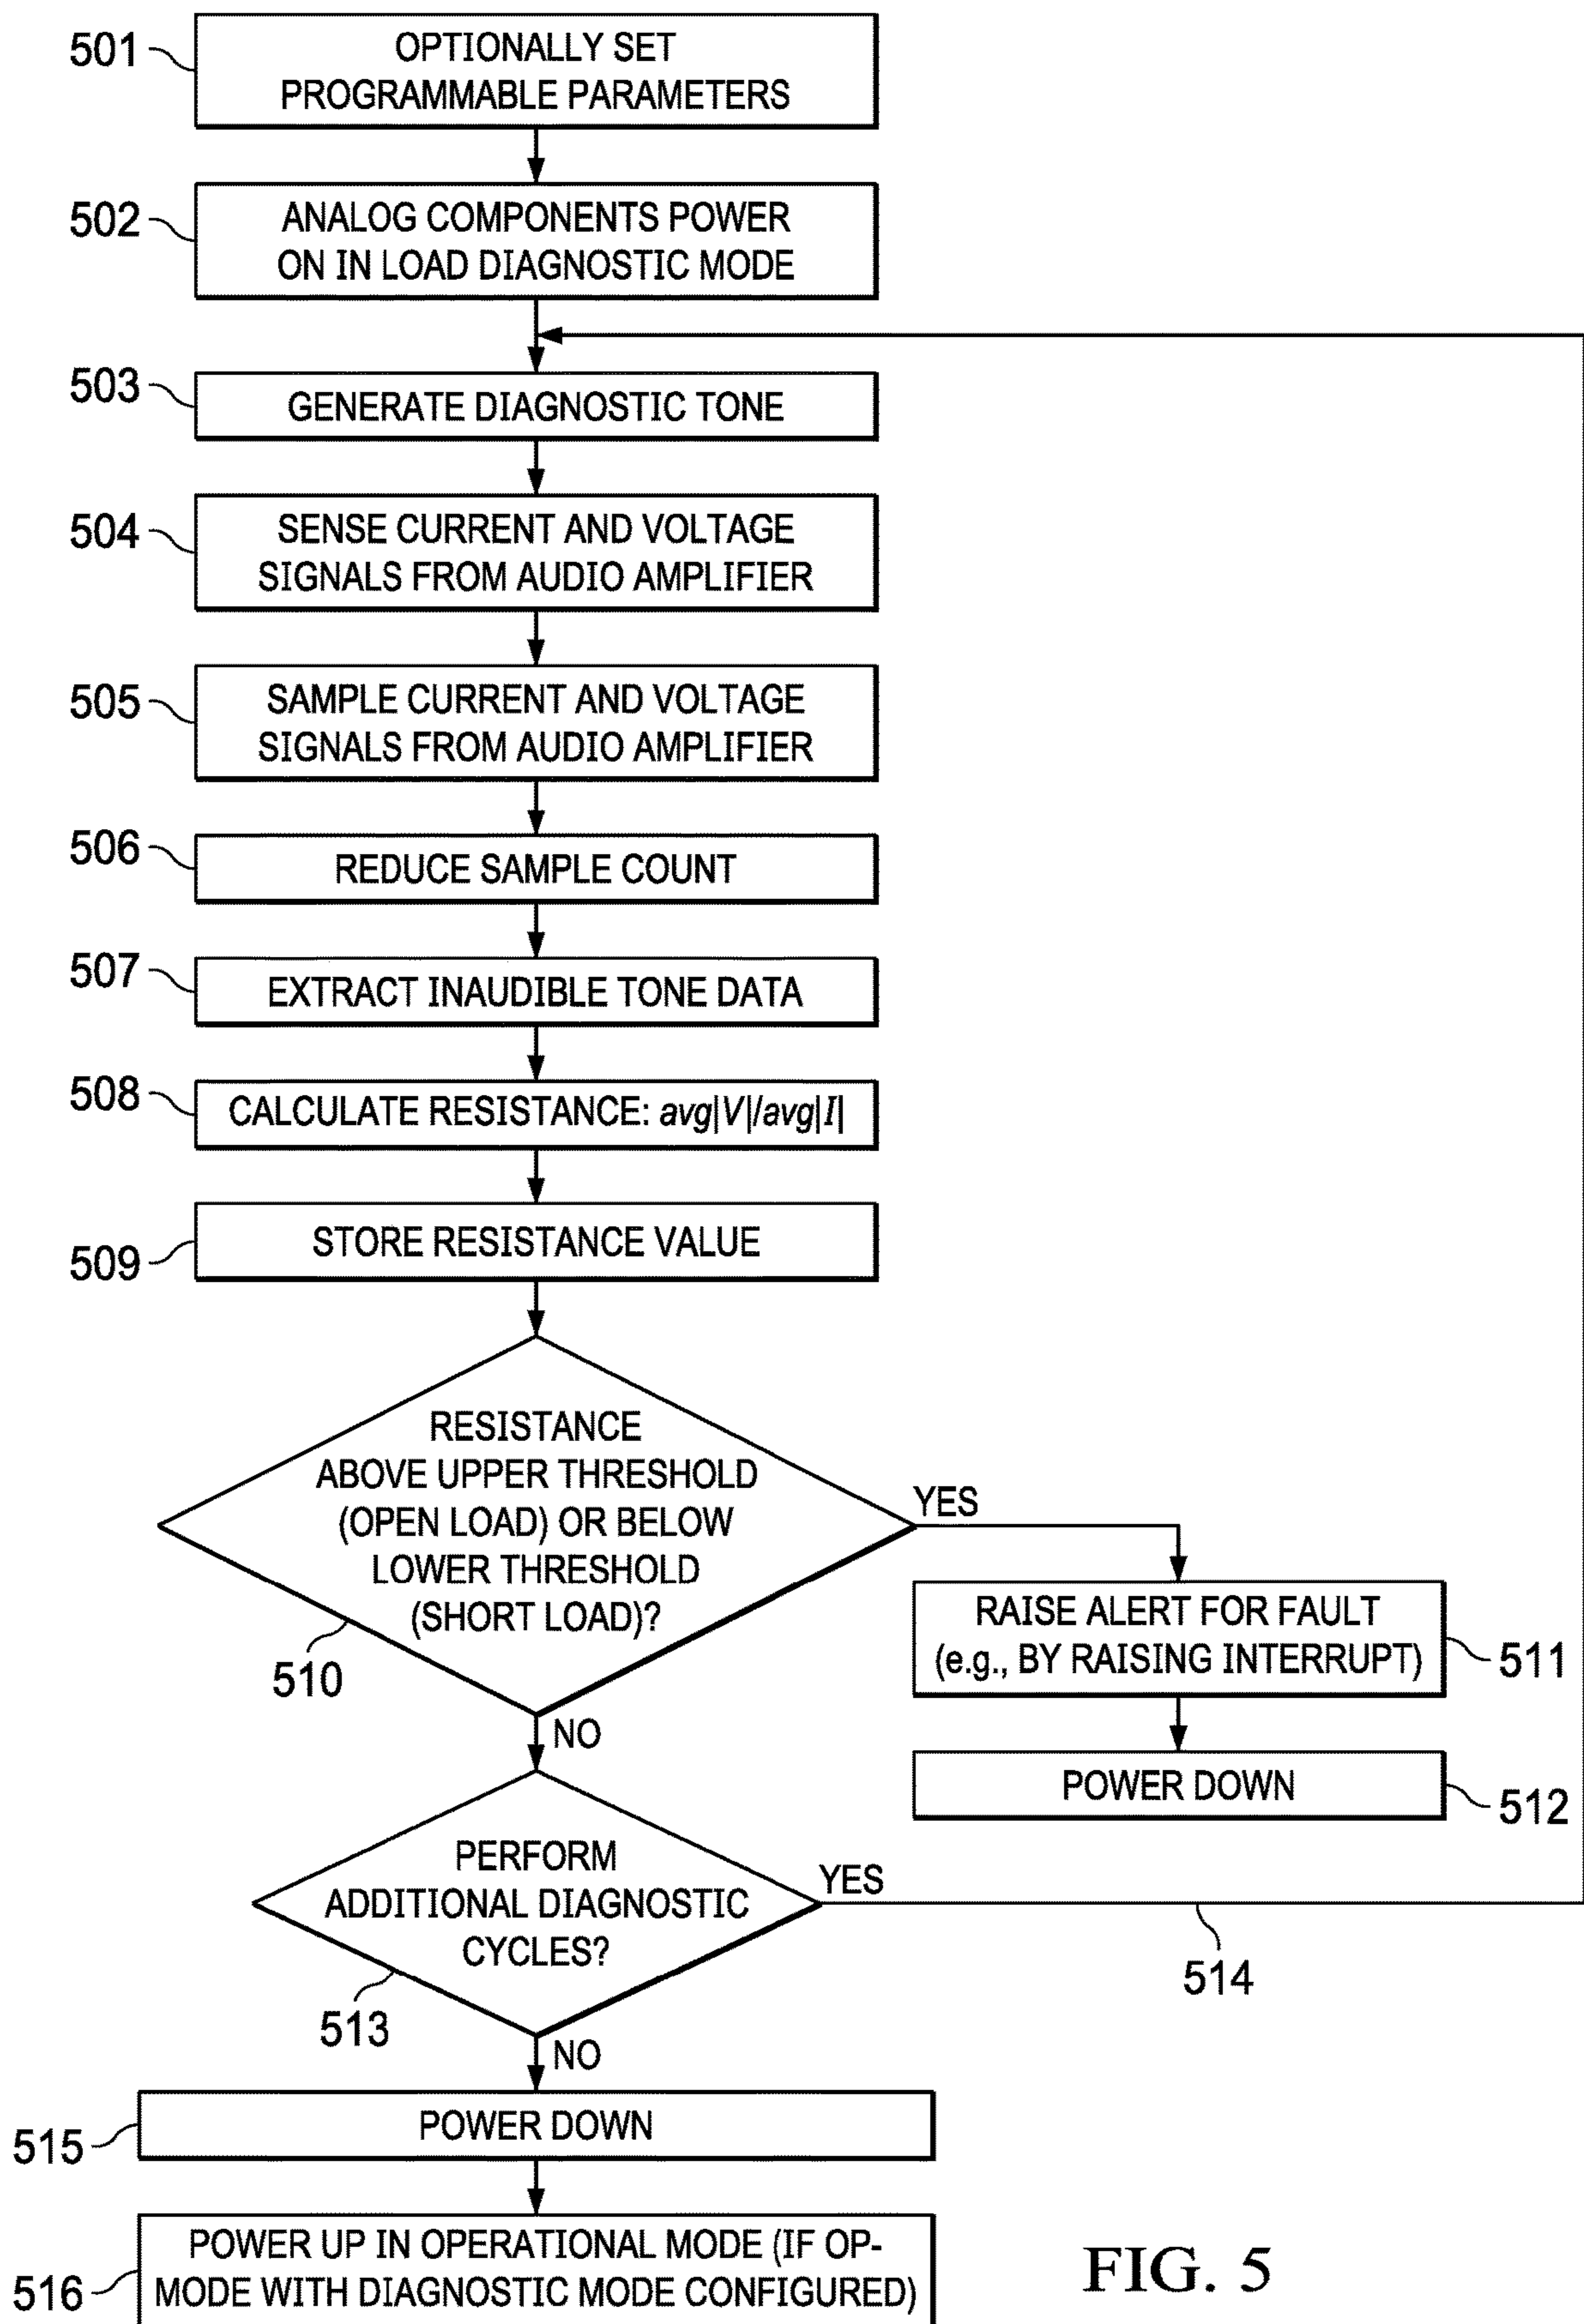 501
OPTIONALLY SET
PROGRAMMABLE PARAMETERS
502
ANALOG COMPONENTS POWER
ON IN LOAD DIAGNOSTIC MODE
503
GENERATE DIAGNOSTIC TONE
504
SENSE CURRENT AND VOLTAGE
SIGNALS FROM AUDIO AMPLIFIER
505
SAMPLE CURRENT AND VOLTAGE
SIGNALS FROM AUDIO AMPLIFIER
506
REDUCE SAMPLE COUNT
507
EXTRACT INAUDIBLE TONE DATA
508
CALCULATE RESISTANCE: avg|V|/avg|I|
509
STORE RESISTANCE VALUE
RESISTANCE
ABOVE UPPER THRESHOLD
(OPEN LOAD) OR BELOW
LOWER THRESHOLD
(SHORT LOAD)?
510
YES
RAISE ALERT FOR FAULT
(e.g., BY RAISING INTERRUPT)
511
POWER DOWN
512
NO
PERFORM
ADDITIONAL DIAGNOSTIC
CYCLES?
513
YES
514
NO
POWER DOWN
515
POWER UP IN OPERATIONAL MODE (IF OP-
MODE WITH DIAGNOSTIC MODE CONFIGURED)
516
FIG. 5